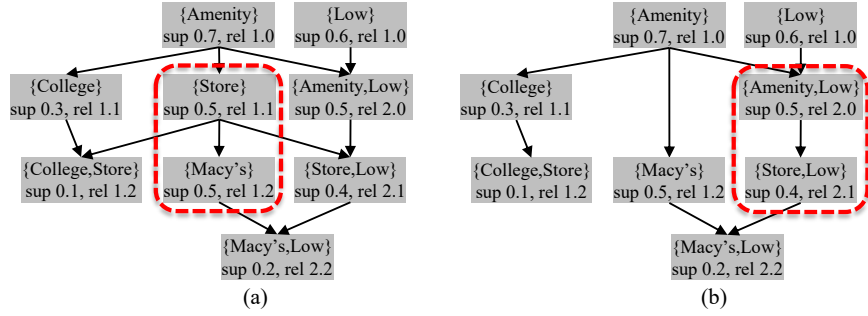 {Amenity}
sup 0.7, rel 1.0
{Low}
sup 0.6, rel 1.0
{College}
sup 0.3, rel 1.1
{Store}
sup 0.5, rel 1.1
{Amenity,Low}
sup 0.5, rel 2.0
{College,Store}
sup 0.1, rel 1.2
{Macy's}
sup 0.5, rel 1.2
{Store,Low}
sup 0.4, rel 2.1
{Macy's,Low}
sup 0.2, rel 2.2
(a)
{Amenity}
sup 0.7, rel 1.0
{Low}
sup 0.6, rel 1.0
{College}
sup 0.3, rel 1.1
{Amenity,Low}
sup 0.5, rel 2.0
{College,Store}
sup 0.1, rel 1.2
{Macy's}
sup 0.5, rel 1.2
{Store,Low}
sup 0.4, rel 2.1
{Macy's,Low}
sup 0.2, rel 2.2
(b)